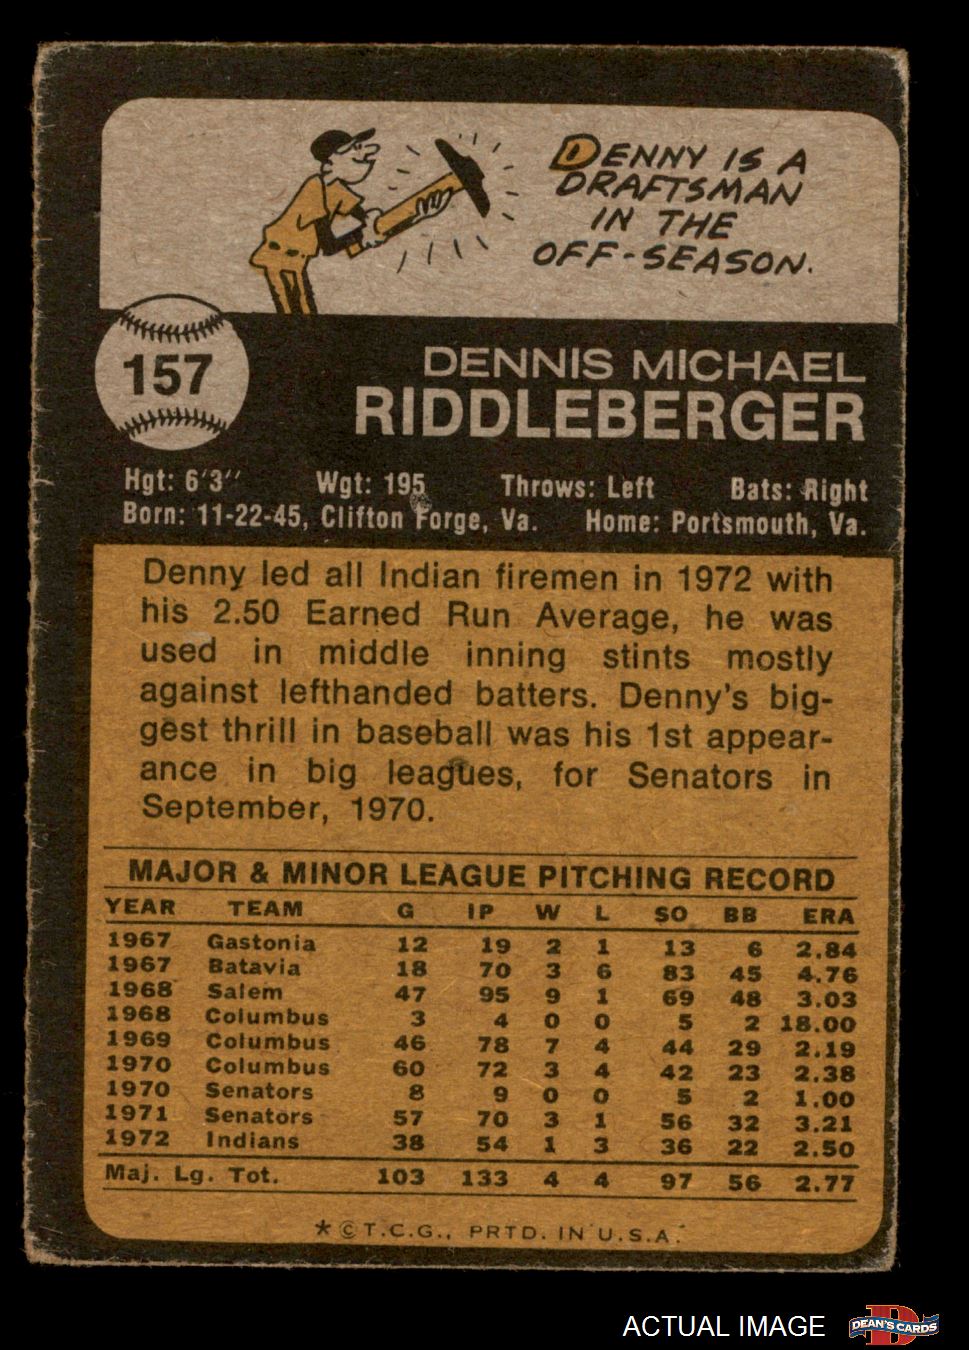 DENNY IS A
DRAFTSMAN
IN THE
OFF-SEASON.
157
DENNIS MICHAEL
RIDDLEBERGER
Hgt: 6'3" Wgt: 195 Throws: Left Bats: Right
Born: 11-22-45, Clifton Forge, Va. Home: Portsmouth, Va.
Denny led all Indian firemen in 1972 with
his 2.50 Earned Run Average, he was
used in middle inning stints mostly
against lefthanded batters. Denny's big-
gest thrill in baseball was his 1st appear-
ance in big leagues, for Senators in
September, 1970.
MAJOR & MINOR LEAGUE PITCHING RECORD
YEAR TEAM G IP W L SO BB ERA
1967 Gastonia 12 19 2 1 13 6 2.84
1967 Batavia 18 70 3 6 83 45 4.76
1968 Salem 47 95 9 1 69 48 3.03
1968 Columbus 3 4 0 0 5 2 18.00
1969 Columbus 46 78 7 4 44 29 2.19
1970 Columbus 60 72 3 4 42 23 2.38
1970 Senators 8 9 0 0 5 2 1.00
1971 Senators 57 70 3 1 56 32 3.21
1972 Indians 38 54 1 3 36 22 2.50
Maj. Lg. Tot. 103 133 4 4 97 56 2.77
*©T.C.G., PRTD. IN U.S.A.
ACTUAL IMAGE
D
DEAN'S CARDS